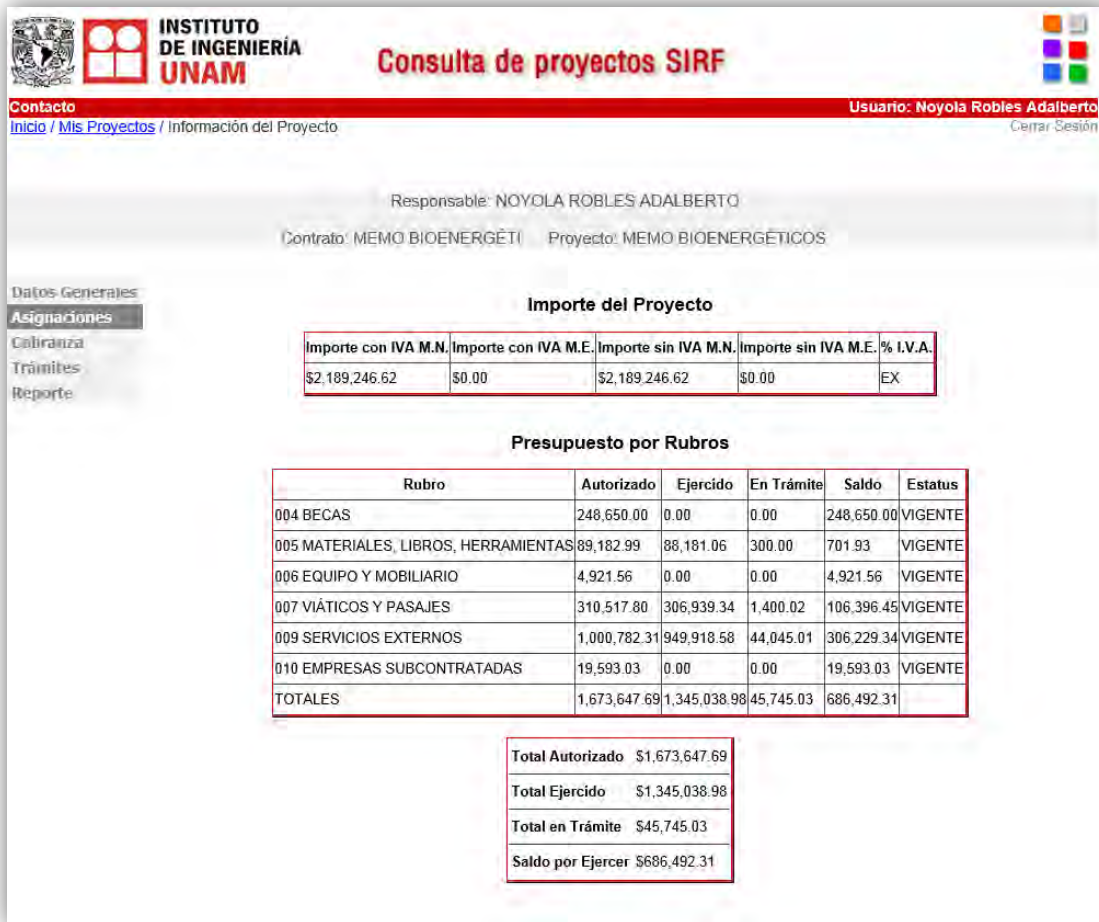 INSTITUTO
DE INGENIERÍA
UNAM
Consulta de proyectos SIRF
Contacto
Usuario: Noyola Robles Adalberto
Inicio / Mis Proyectos / Información del Proyecto
Cerrar Sesión
Responsable: NOYOLA ROBLES ADALBERTO
Contrato: MEMO BIOENERGÉTI Proyecto: MEMO BIOENERGÉTICOS
Datos Generales
Asignaciones
Cobranza
Trámites
Reporte
Importe del Proyecto
Importe con IVA M.N. Importe con IVA M.E. Importe sin IVA M.N. Importe sin IVA M.E. % I.V.A.
$2,189,246.62 $0.00 $2,189,246.62 $0.00 EX
Presupuesto por Rubros
Rubro Autorizado Ejercido En Trámite Saldo Estatus
004 BECAS 248,650.00 0.00 0.00 248,650.00 VIGENTE
005 MATERIALES, LIBROS, HERRAMIENTAS 89,182.99 88,181.06 300.00 701.93 VIGENTE
006 EQUIPO Y MOBILIARIO 4,921.56 0.00 0.00 4,921.56 VIGENTE
007 VIÁTICOS Y PASAJES 310,517.80 306,939.34 1,400.02 106,396.45 VIGENTE
009 SERVICIOS EXTERNOS 1,000,782.31 949,918.58 44,045.01 306,229.34 VIGENTE
010 EMPRESAS SUBCONTRATADAS 19,593.03 0.00 0.00 19,593.03 VIGENTE
TOTALES 1,673,647.69 1,345,038.98 45,745.03 686,492.31
Total Autorizado $1,673,647.69
Total Ejercido $1,345,038.98
Total en Trámite $45,745.03
Saldo por Ejercer $686,492.31